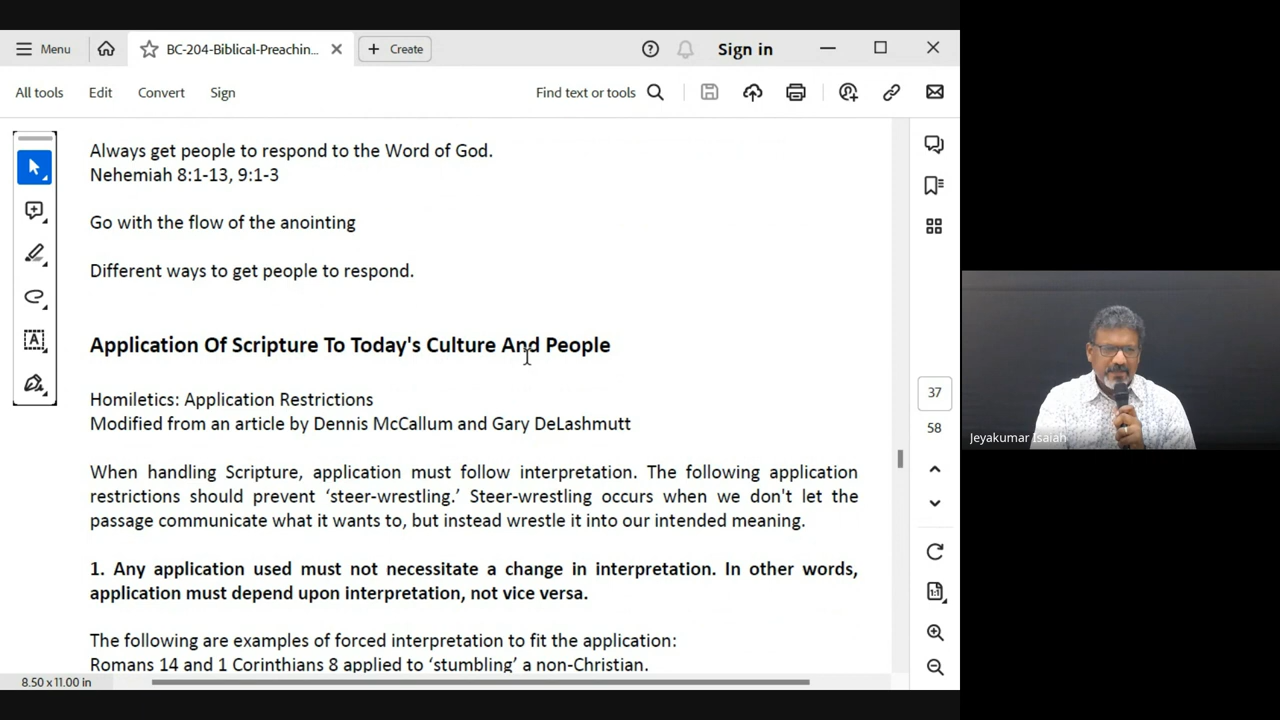 Menu
BC-204-Biblical-Preachin...
Create
Sign in
All tools
Edit
Convert
Sign
Find text or tools
Always get people to respond to the Word of God.
Nehemiah 8:1-13, 9:1-3
Go with the flow of the anointing
Different ways to get people to respond.
Application Of Scripture To Today's Culture And People
Homiletics: Application Restrictions
Modified from an article by Dennis McCallum and Gary DeLashmutt
When handling Scripture, application must follow interpretation. The following application
restrictions should prevent ‘steer-wrestling.’ Steer-wrestling occurs when we don't let the
passage communicate what it wants to, but instead wrestle it into our intended meaning.
1. Any application used must not necessitate a change in interpretation. In other words,
application must depend upon interpretation, not vice versa.
The following are examples of forced interpretation to fit the application:
Romans 14 and 1 Corinthians 8 applied to ‘stumbling’ a non-Christian.
8.50 x 11.00 in
37
58
1:1
Jeyakumar Isaiah